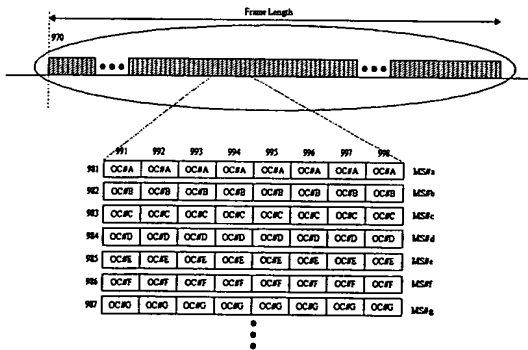 Frame Length
970
991 992 993 994 995 996 997 998
981 OC#A OC#A OC#A OC#A OC#A OC#A OC#A OC#A MS#a
982 OC#B OC#B OC#B OC#B OC#B OC#B OC#B OC#B MS#b
983 OC#C OC#C OC#C OC#C OC#C OC#C OC#C OC#C MS#c
984 OC#D OC#D OC#D OC#D OC#D OC#D OC#D OC#D MS#d
985 OC#E OC#E OC#E OC#E OC#E OC#E OC#E OC#E MS#e
986 OC#F OC#F OC#F OC#F OC#F OC#F OC#F OC#F MS#f
987 OC#G OC#G OC#G OC#G OC#G OC#G OC#G OC#G MS#g